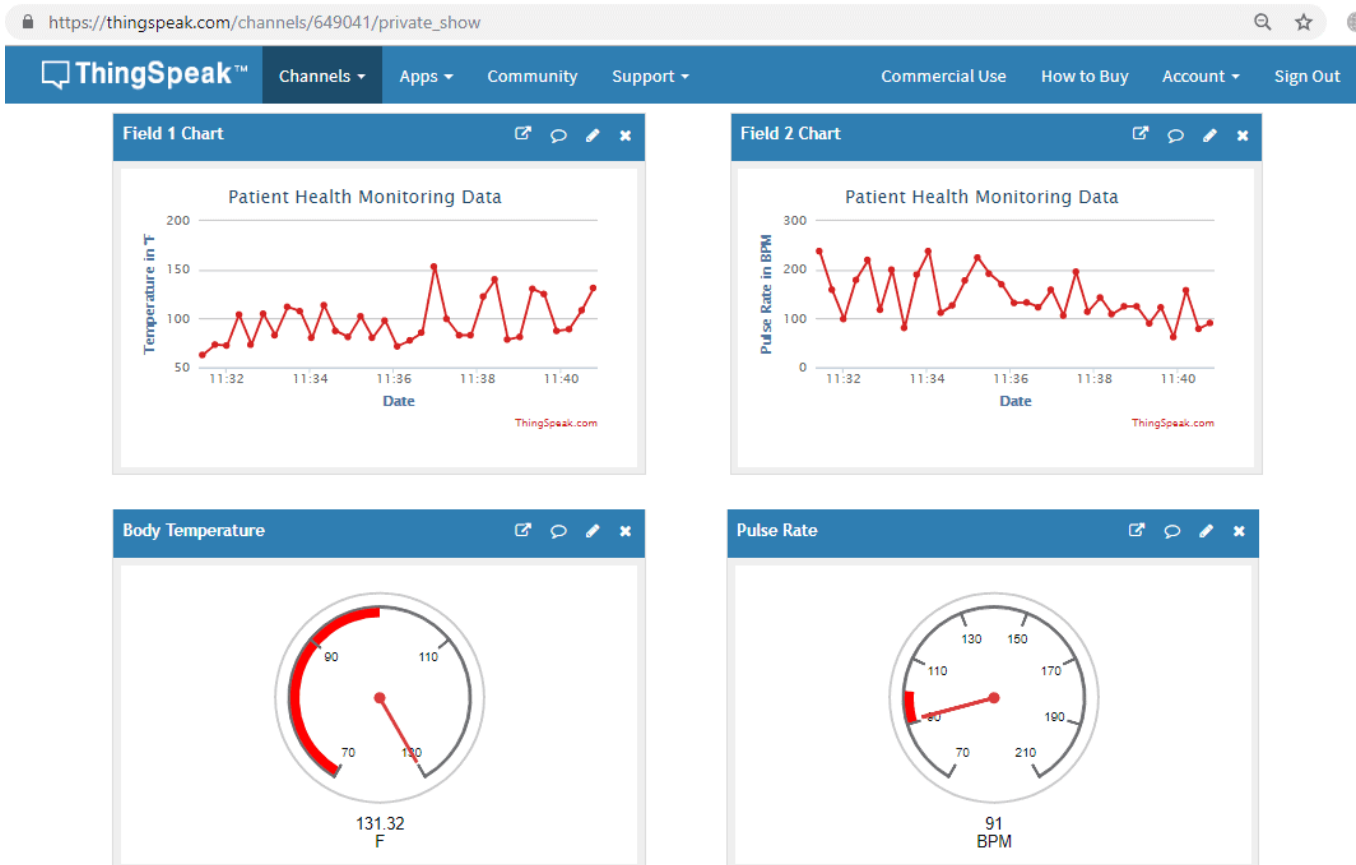 https://thingspeak.com/channels/649041/private_show
ThingSpeak™ Channels Apps Community Support Commercial Use How to Buy Account Sign Out
Field 1 Chart
Patient Health Monitoring Data
Temperature in °F
200
150
100
50
11:32 11:34 11:36 11:38 11:40
Date
ThingSpeak.com
Field 2 Chart
Patient Health Monitoring Data
Pulse Rate in BPM
300
200
100
0
11:32 11:34 11:36 11:38 11:40
Date
ThingSpeak.com
Body Temperature
90 110
70 130
131.32
F
Pulse Rate
130 150
110 170
90 190
70 210
91
BPM